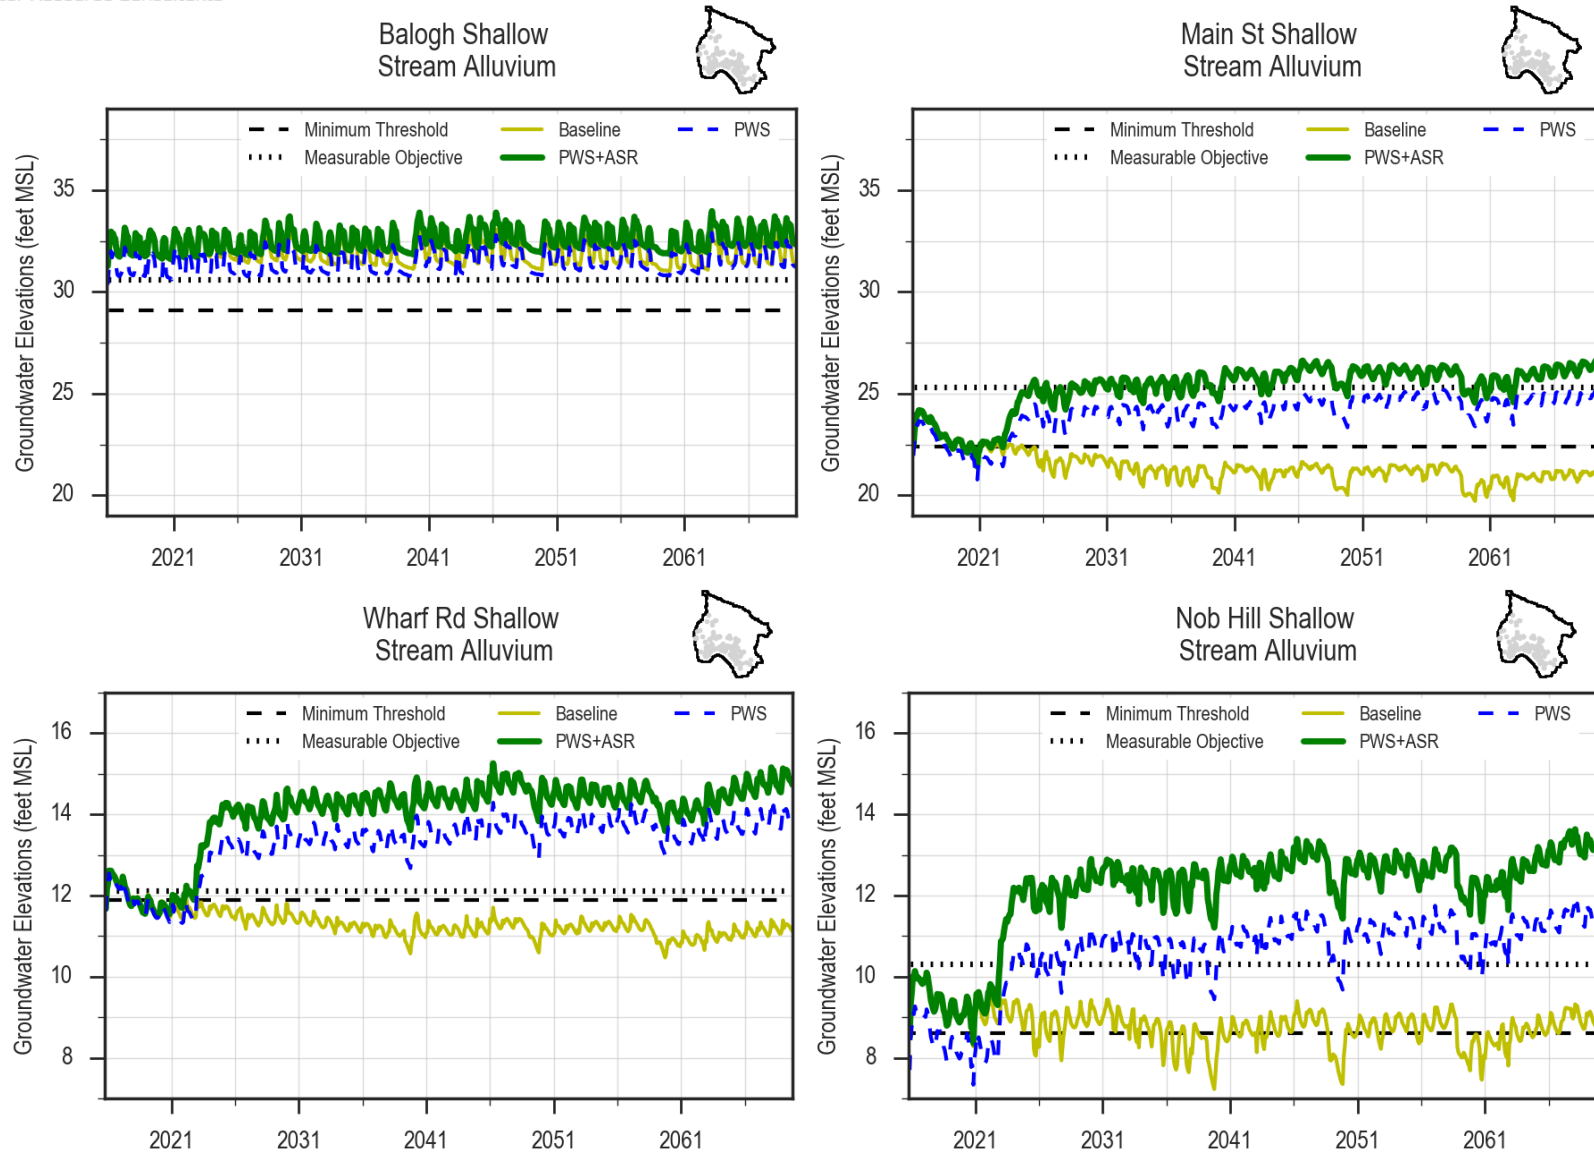 Balogh Shallow
Stream Alluvium
Minimum Threshold
Baseline
PWS
Measurable Objective
PWS+ASR
Groundwater Elevations (feet MSL)
35
30
25
20
2021 2031 2041 2051 2061
Main St Shallow
Stream Alluvium
Minimum Threshold
Baseline
PWS
Measurable Objective
PWS+ASR
Groundwater Elevations (feet MSL)
35
30
25
20
2021 2031 2041 2051 2061
Wharf Rd Shallow
Stream Alluvium
Minimum Threshold
Baseline
PWS
Measurable Objective
PWS+ASR
Groundwater Elevations (feet MSL)
16
14
12
10
8
2021 2031 2041 2051 2061
Nob Hill Shallow
Stream Alluvium
Minimum Threshold
Baseline
PWS
Measurable Objective
PWS+ASR
Groundwater Elevations (feet MSL)
16
14
12
10
8
2021 2031 2041 2051 2061